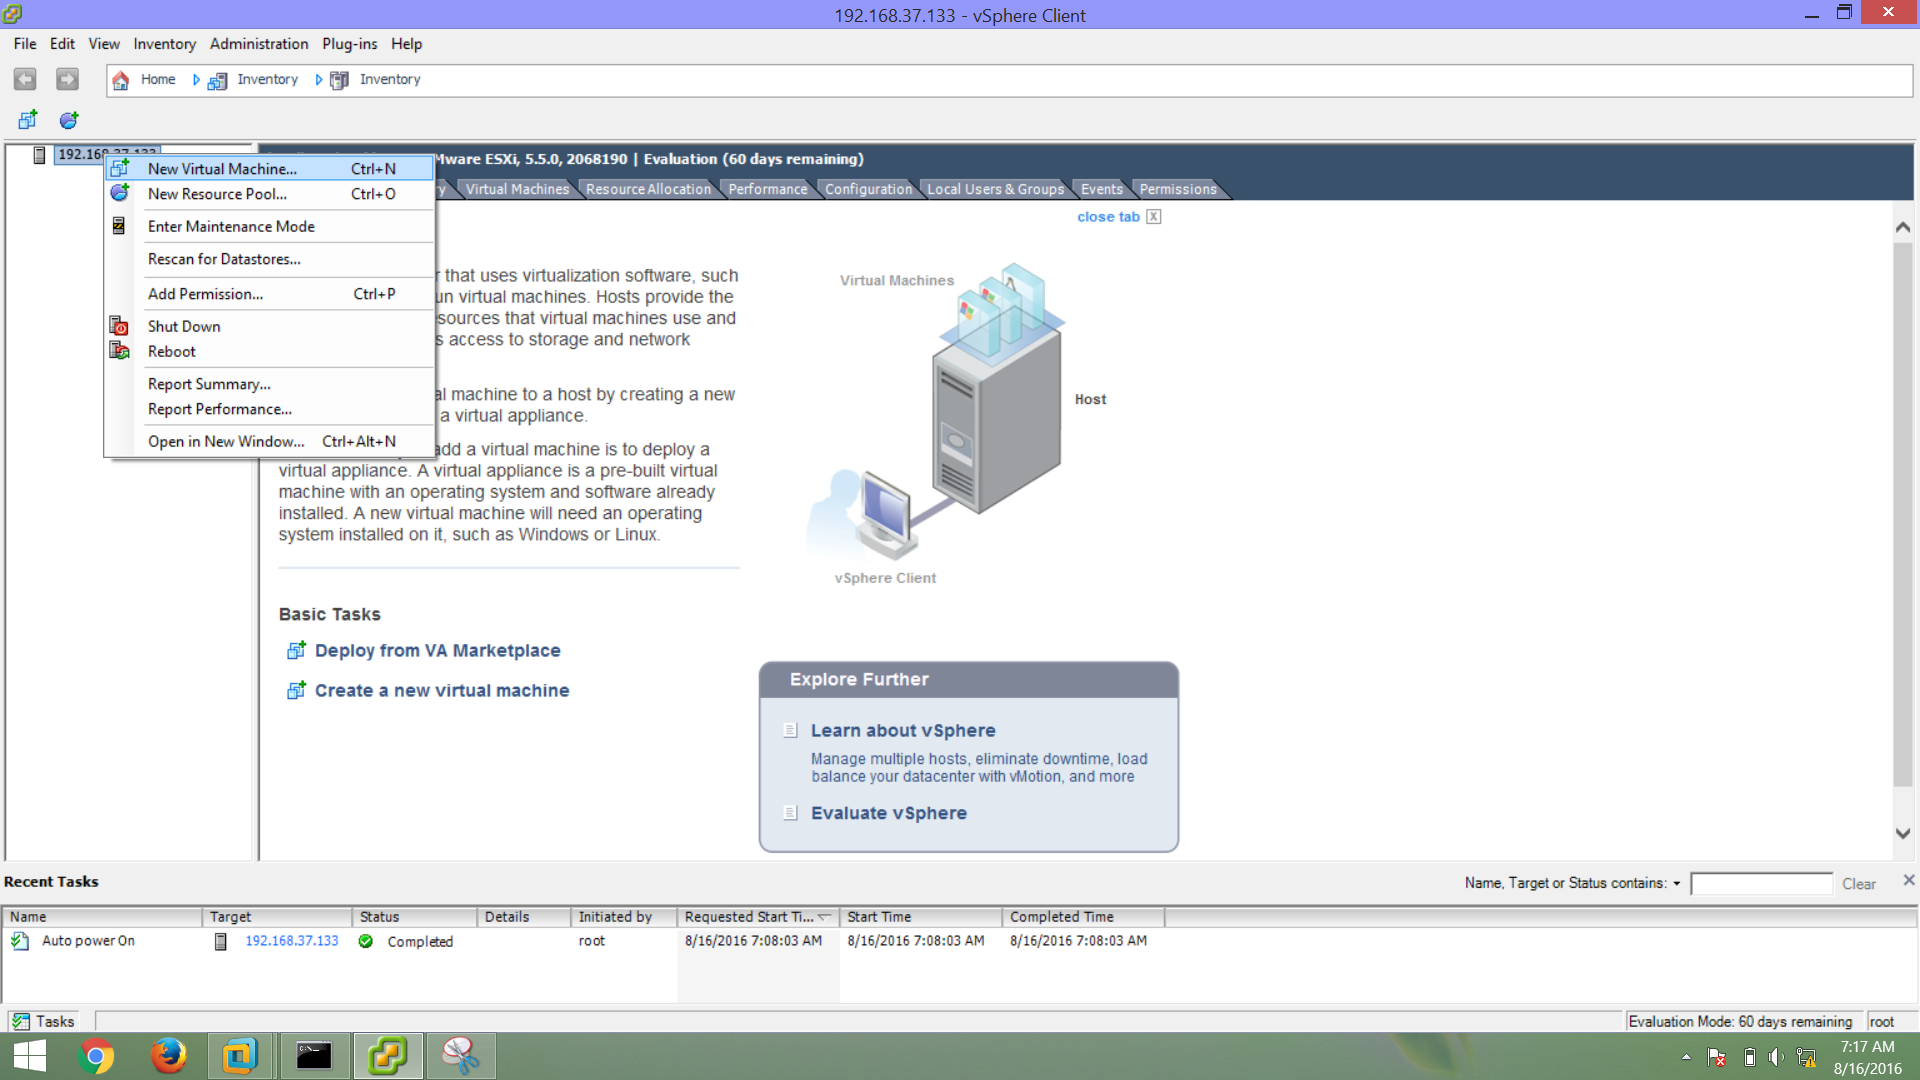 192.168.37.133 - vSphere Client
File Edit View Inventory Administration Plug-ins Help
Home Inventory Inventory
192.168.37.133
Mware ESXi, 5.5.0, 2068190 | Evaluation (60 days remaining)
New Virtual Machine... Ctrl+N
New Resource Pool... Ctrl+O
Enter Maintenance Mode
Rescan for Datastores...
Add Permission... Ctrl+P
Shut Down
Reboot
Report Summary...
Report Performance...
Open in New Window... Ctrl+Alt+N
y Virtual Machines Resource Allocation Performance Configuration Local Users & Groups Events Permissions
close tab X
r that uses virtualization software, such
un virtual machines. Hosts provide the
sources that virtual machines use and
s access to storage and network
al machine to a host by creating a new
a virtual appliance.
add a virtual machine is to deploy a
virtual appliance. A virtual appliance is a pre-built virtual
machine with an operating system and software already
installed. A new virtual machine will need an operating
system installed on it, such as Windows or Linux.
Virtual Machines
Host
vSphere Client
Basic Tasks
Deploy from VA Marketplace
Create a new virtual machine
Explore Further
Learn about vSphere
Manage multiple hosts, eliminate downtime, load
balance your datacenter with vMotion, and more
Evaluate vSphere
Recent Tasks
Name, Target or Status contains: Clear
Name Target Status Details Initiated by Requested Start Ti... Start Time Completed Time
Auto power On 192.168.37.133 Completed root 8/16/2016 7:08:03 AM 8/16/2016 7:08:03 AM 8/16/2016 7:08:03 AM
Tasks
Evaluation Mode: 60 days remaining root
7:17 AM
8/16/2016